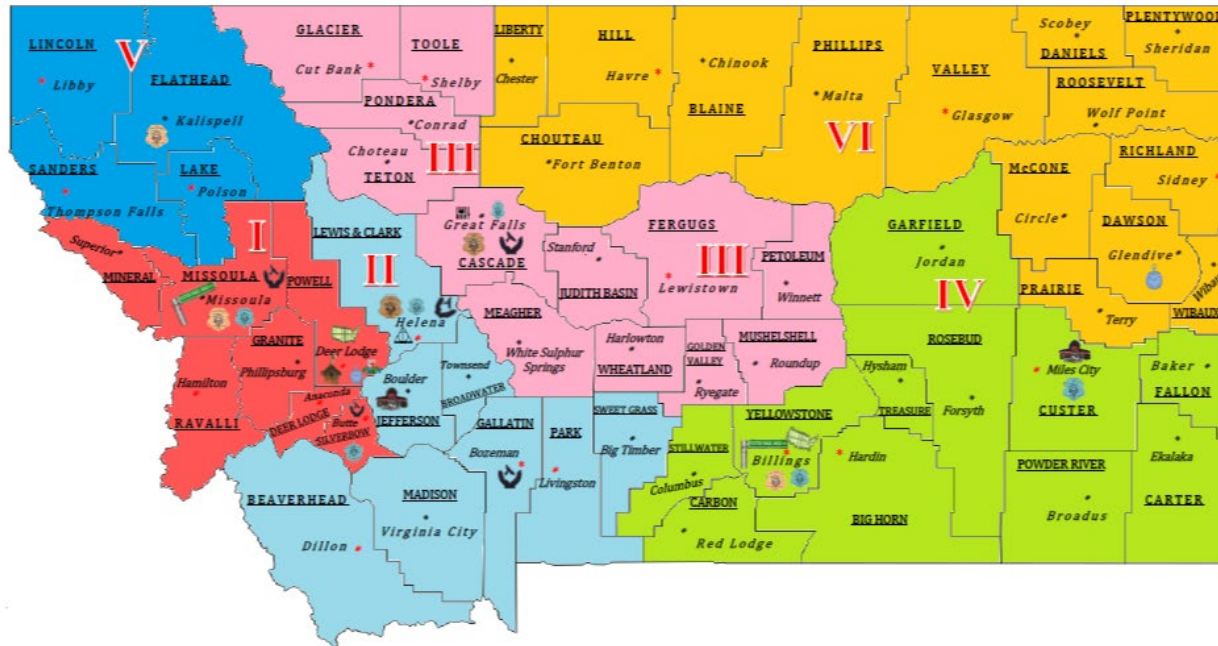 LINCOLN
V
Libby
FLATHEAD
Kalispell
SANDERS
Thompson Falls
LAKE
Polson
GLACIER
Cut Bank
TOOLE
Shelby
PONDERA
Conrad
III
Choteau
TETON
LIBERTY
Chester
HILL
Havre
Chinook
BLAINE
PHILLIPS
Malta
VI
VALLEY
Glasgow
Scobey
DANIELS
PLENTYWOOD
Sheridan
ROOSEVELT
Wolf Point
CHOUTEAU
Fort Benton
McCONE
Circle
RICHLAND
Sidney
DAWSON
Glendive
Wibaux
WIBAUX
PRAIRIE
Terry
I
Superior
MINERAL
MISSOULA
Missoula
POWELL
GRANITE
Phillipsburg
Deer Lodge
Hamilton
RAVALLI
Anaconda
DEER LODGE
Butte
SILVERBOW
LEWIS & CLARK
II
Helena
Boulder
JEFFERSON
Townsend
BROADWATER
GALLATIN
Bozeman
PARK
Livingston
SWEET GRASS
Big Timber
BEAVERHEAD
Dillon
MADISON
Virginia City
Great Falls
CASCADE
Stanford
JUDITH BASIN
FERGUGS
III
Lewistown
PETOLEUM
Winnett
MEAGHER
White Sulphur
Springs
Harlowton
WHEATLAND
GOLDEN
VALLEY
Ryegate
MUSHELSHELL
Roundup
GARFIELD
Jordan
IV
ROSEBUD
Forsyth
Hysham
TREASURE
YELLOWSTONE
Billings
STILLWATER
Columbus
CARBON
Red Lodge
Hardin
BIG HORN
Miles City
CUSTER
Baker
FALLON
POWDER RIVER
Broadus
Ekalaka
CARTER